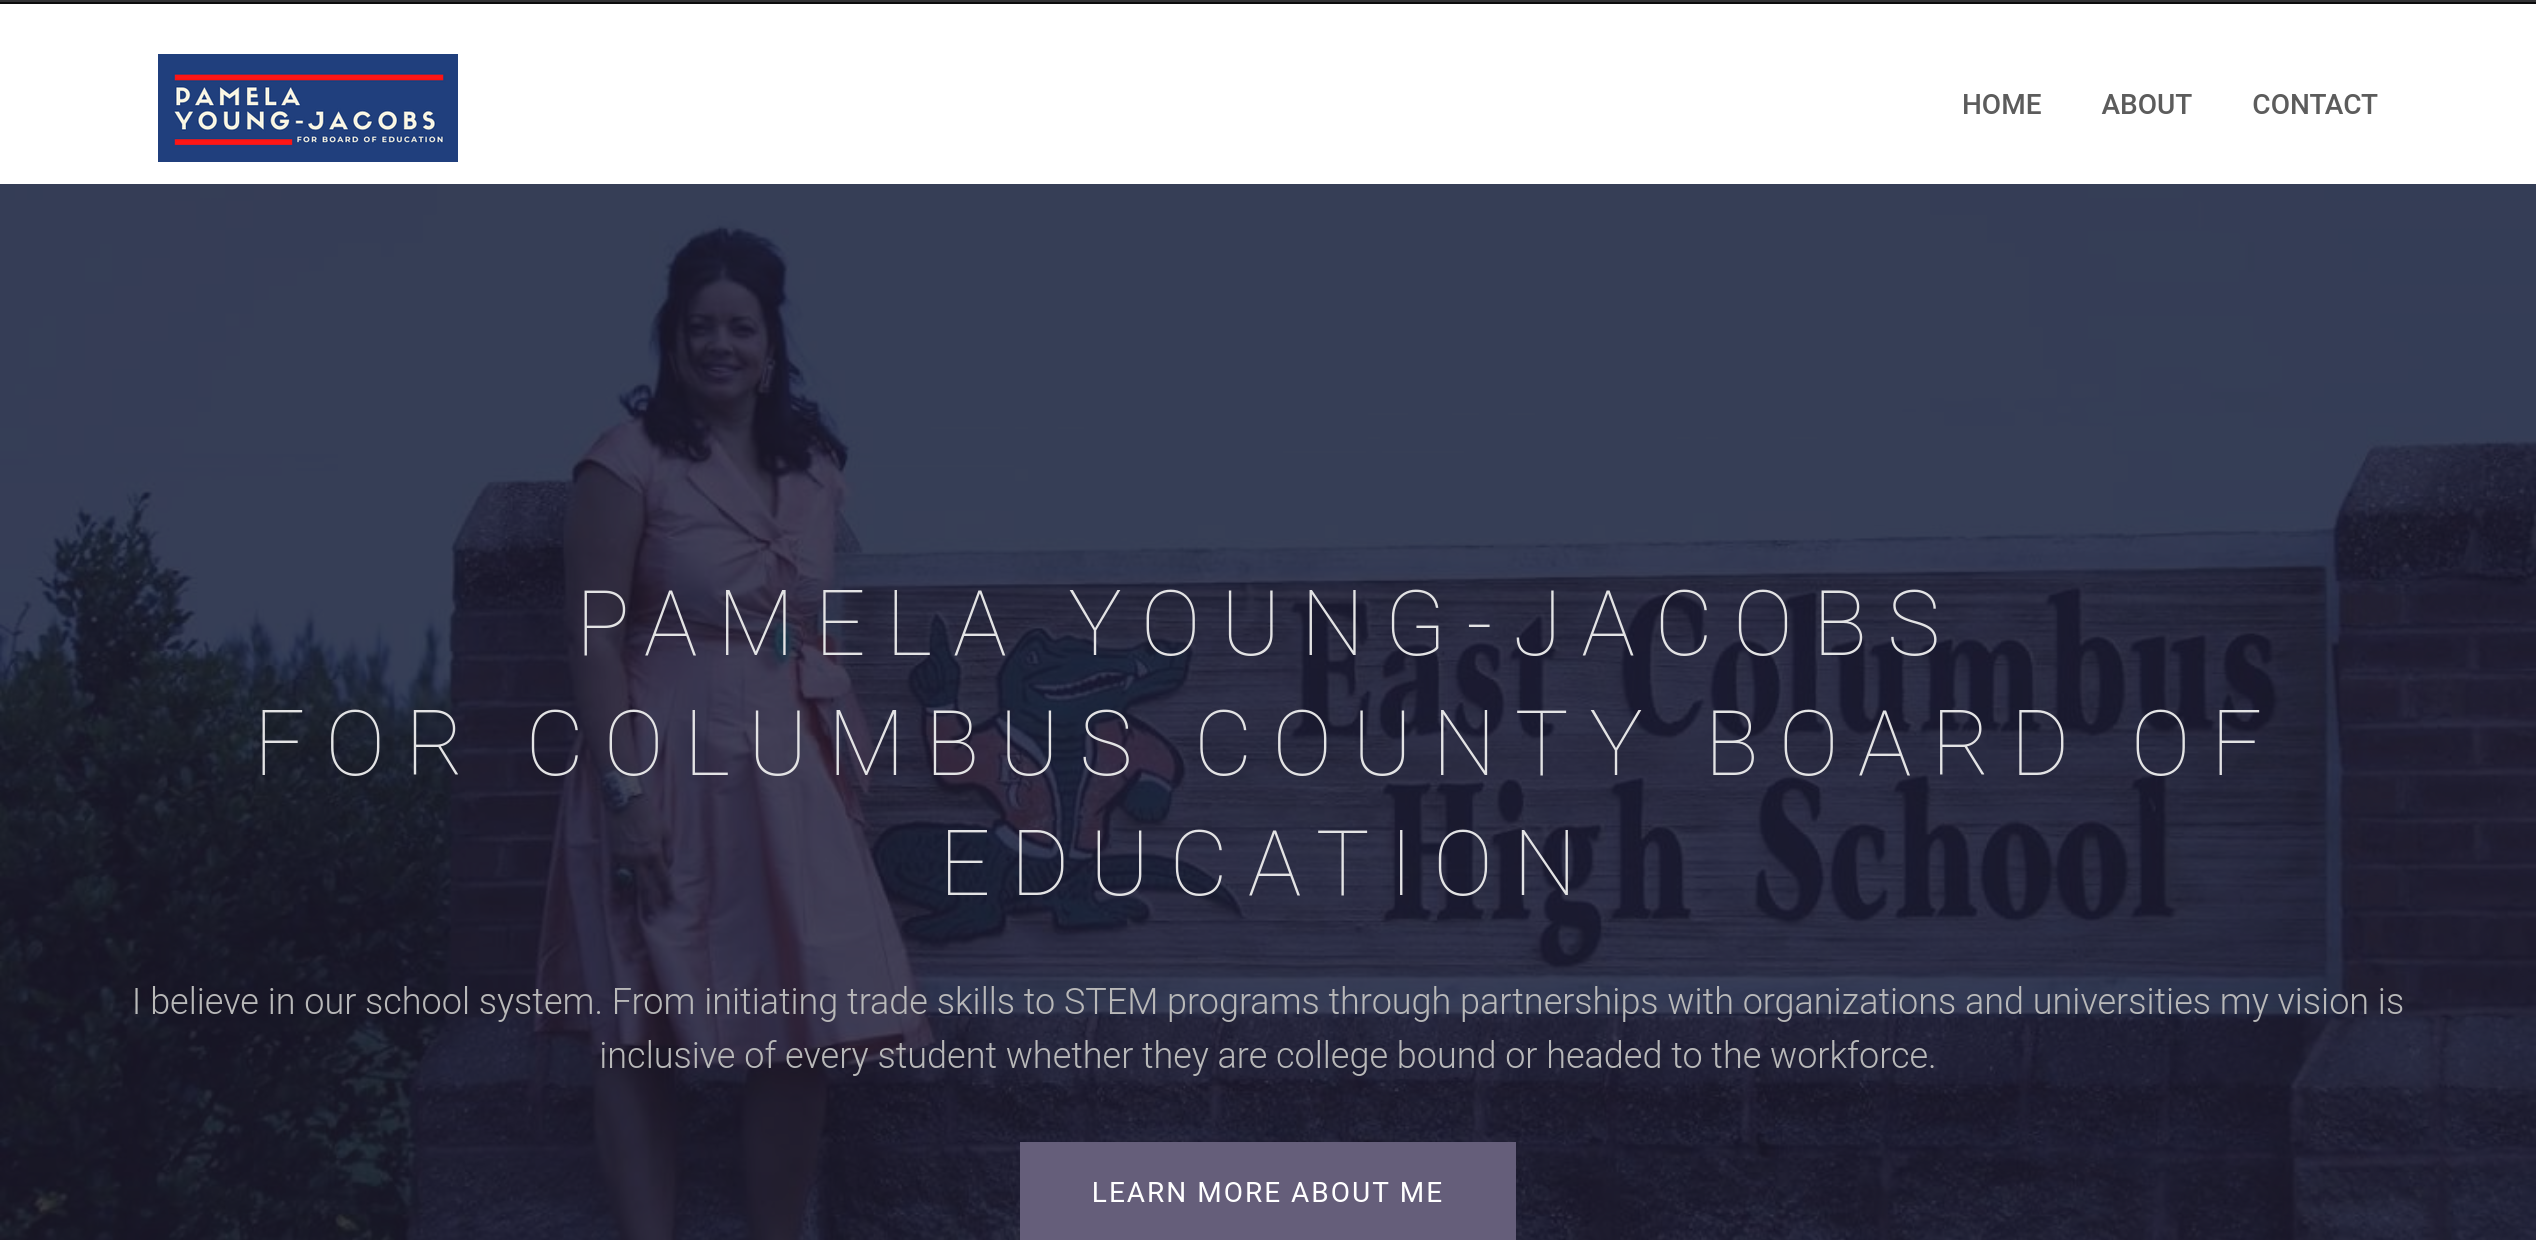 PAMELA
YOUNG-JACOBS
FOR BOARD OF EDUCATION
HOME ABOUT CONTACT
PAMELA YOUNG-JACOBS
FOR COLUMBUS COUNTY BOARD OF
EDUCATION
East Columbus
High School
I believe in our school system. From initiating trade skills to STEM programs through partnerships with organizations and universities my vision is
inclusive of every student whether they are college bound or headed to the workforce.
LEARN MORE ABOUT ME